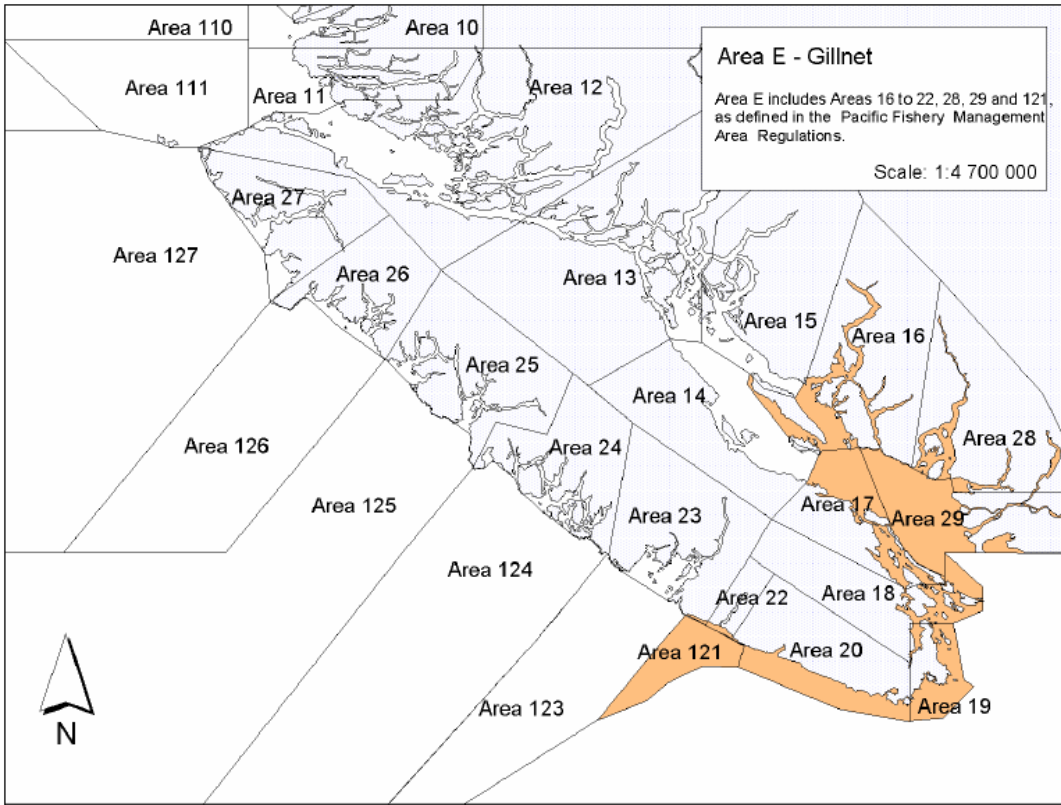 Area 110
Area 10
Area E - Gillnet
Area 111
Area 11
Area 12
Area E includes Areas 16 to 22, 28, 29 and 121,
as defined in the Pacific Fishery Management
Area Regulations.
Scale: 1:4 700 000
Area 27
Area 127
Area 26
Area 13
Area 15
Area 16
Area 25
Area 14
Area 126
Area 24
Area 28
Area 125
Area 17
Area 23
Area 29
Area 124
Area 22
Area 18
Area 121
Area 20
Area 123
Area 19
N